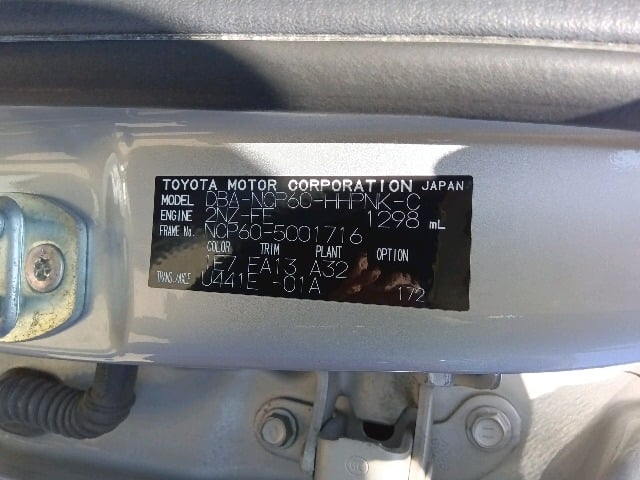 TOYOTA MOTOR CORPORATION JAPAN
MODEL DBA-NCP60-HHPNK-C
ENGINE 2NZ-FE 1298 mL
FRAME No. NCP60-5001716
COLOR TRIM PLANT OPTION
1E7 FA13 A32
TRANS./AXLE U441E -01A 172